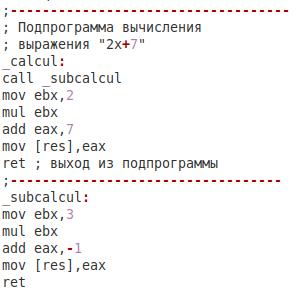 ;-----------------------------------
; Подпрограмма вычисления
; выражения "2x+7"
_calcul:
call _subcalcul
mov ebx,2
mul ebx
add eax,7
mov [res],eax
ret ; выход из подпрограммы
;----------------------------------
_subcalcul:
mov ebx,3
mul ebx
add eax,-1
mov [res],eax
ret